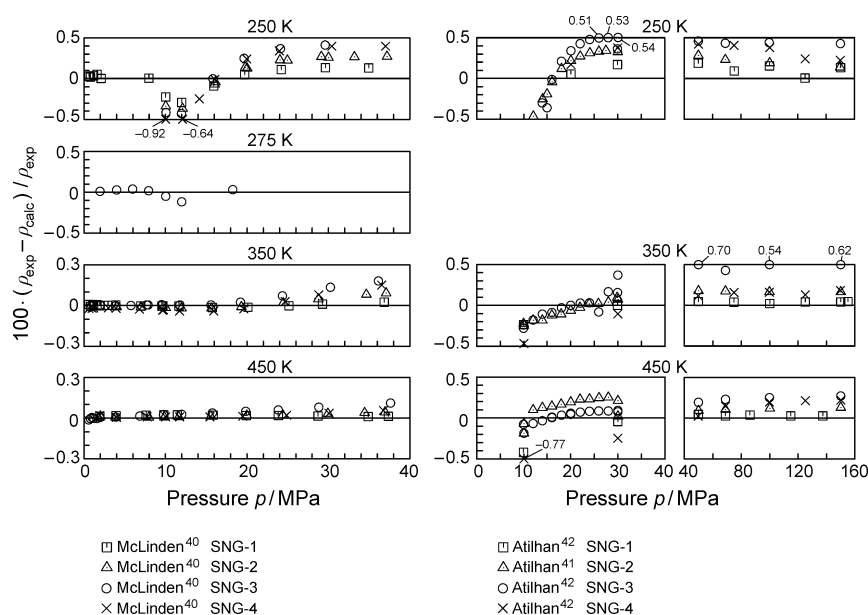 250 K
0.5
0
−0.5
−0.92
−0.64
275 K
0.5
0
−0.5
350 K
0.3
0
−0.3
450 K
0.3
0
−0.3
0 10 20 30 40
Pressure p / MPa
100·(ρexp − ρcalc) / ρexp
250 K
0.51 0.53
0.54
0.5
0
−0.5
350 K
0.70 0.54 0.62
0.5
0
−0.5
450 K
0.5
0
−0.5
−0.77
0 10 20 30 40 80 120 160
Pressure p / MPa
McLinden40 SNG-1
McLinden40 SNG-2
McLinden40 SNG-3
McLinden40 SNG-4
Atilhan42 SNG-1
Atilhan41 SNG-2
Atilhan42 SNG-3
Atilhan42 SNG-4